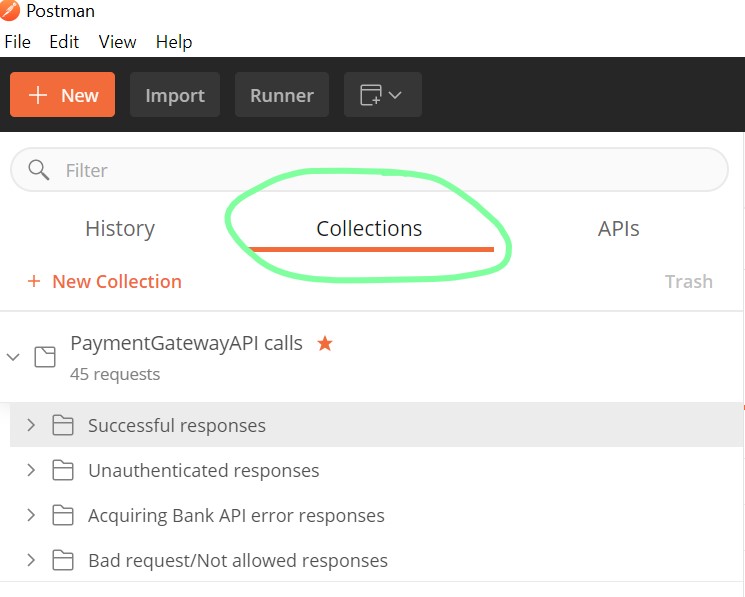 Postman
File Edit View Help
New Import Runner
Filter
History Collections APIs
+ New Collection Trash
PaymentGatewayAPI calls
45 requests
Successful responses
Unauthenticated responses
Acquiring Bank API error responses
Bad request/Not allowed responses